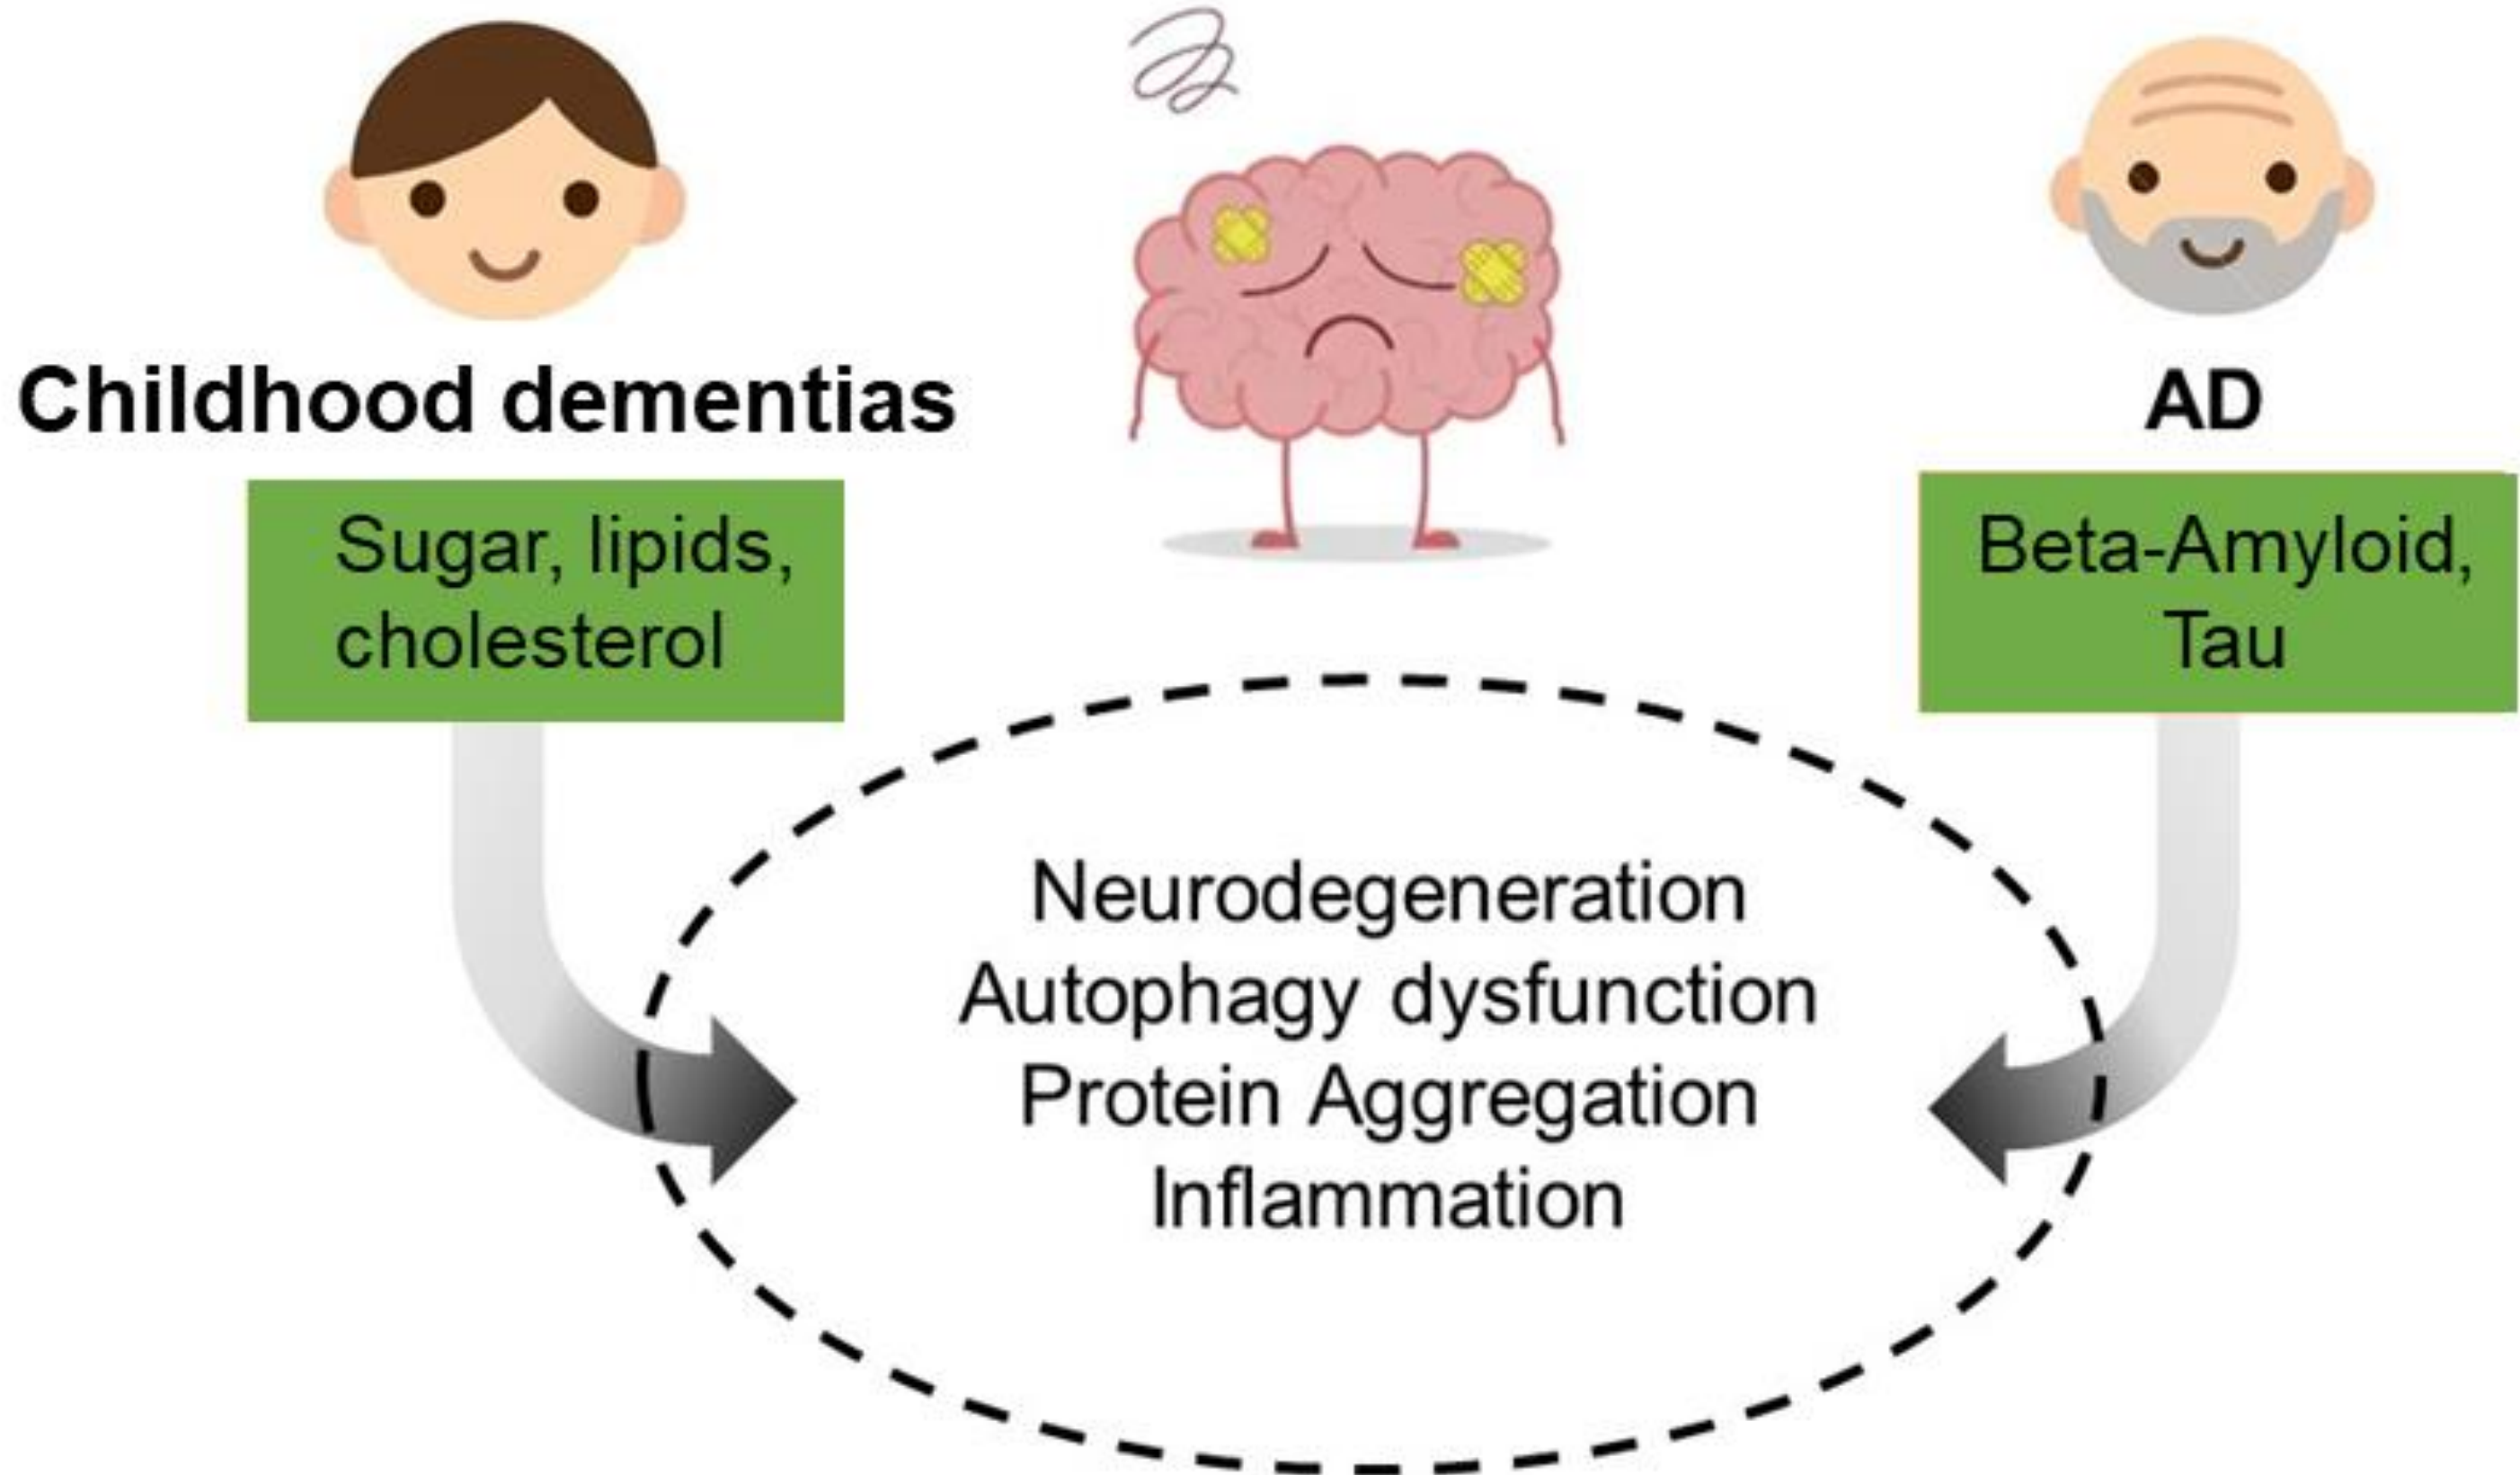 Childhood dementias
Sugar, lipids,
cholesterol
AD
Beta-Amyloid,
Tau
Neurodegeneration
Autophagy dysfunction
Protein Aggregation
Inflammation